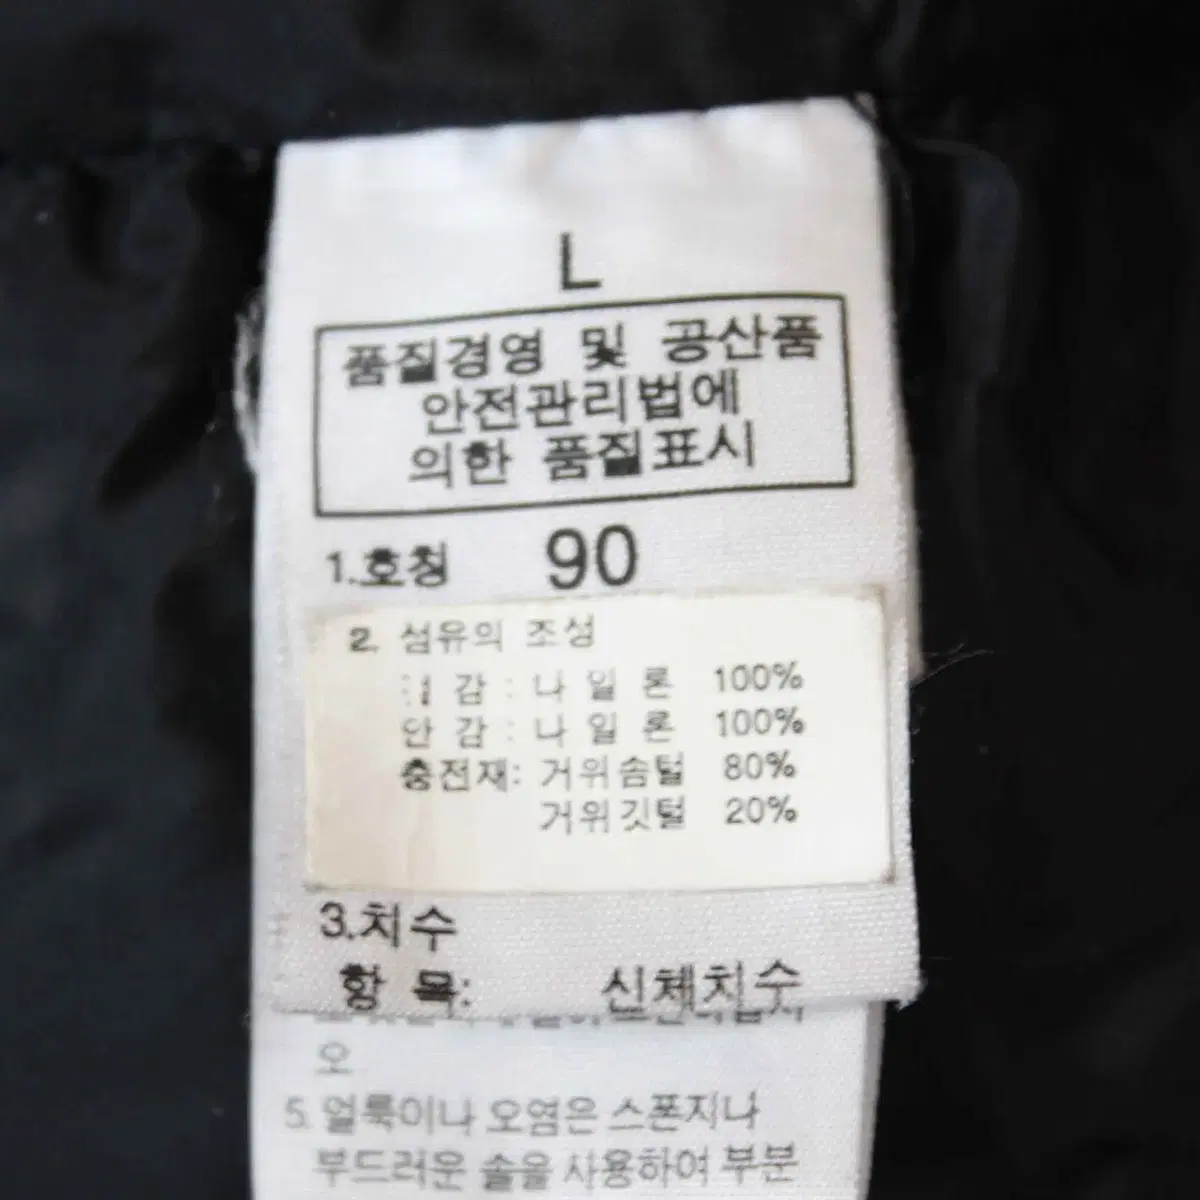 L
품질경영 및 공산품
안전관리법에
의한 품질표시
1.호칭 90
2. 섬유의 조성
겉 감 : 나 일 론 100%
안 감 : 나 일 론 100%
충전재: 거위솜털 80%
거위깃털 20%
3.치수
항 목: 신체치수
오
5. 얼룩이나 오염은 스폰지나
부드러운 솔을 사용하여 부분